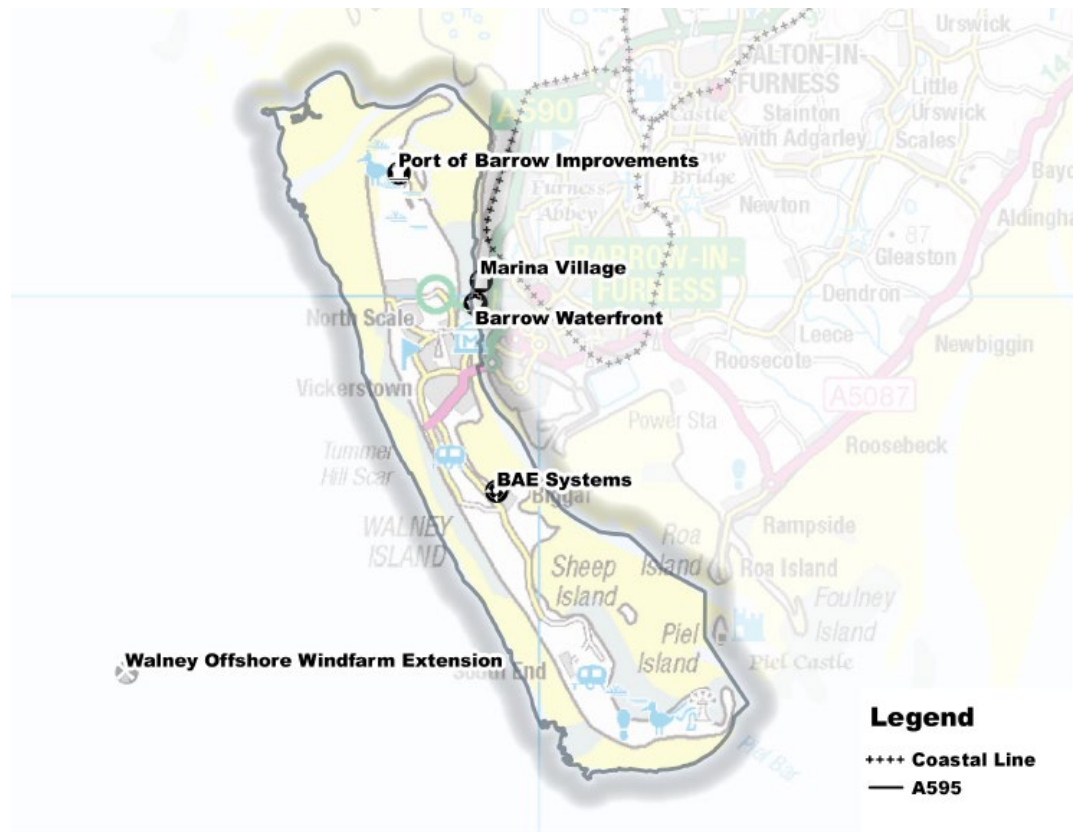 Urswick
DALTON-IN-
FURNESS
A590
Castle
Stainton
with Adgarley
Little
Urswick
Scales
Port of Barrow Improvements
Bridge
Furness
Abbey
Newton
87
Gleaston
Marina Village
BARROW-IN-
FURNESS
Dendron
North Scale
Barrow Waterfront
Leece
Newbiggin
Roosecote
Vickerstown
A5087
Power Sta
Roosebeck
Tummer
Hill Scar
BAE Systems
Biggar
WALNEY
ISLAND
Roa
Island
Rampside
Sheep
Island
Roa Island
Foulney
Island
Piel
Island
Piel Castle
Walney Offshore Windfarm Extension
South End
Piel Bar
Legend
Coastal Line
A595